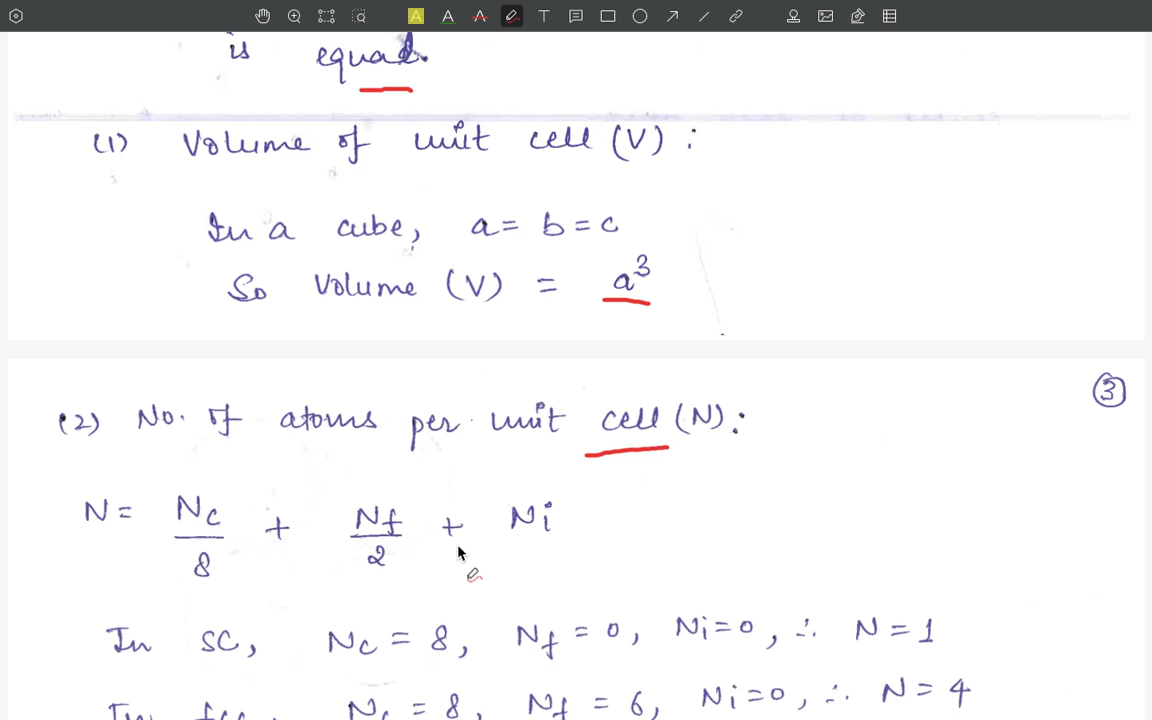 is equal.
(1) Volume of unit cell (V) :
In a cube, a = b = c
So Volume (V) = a³
③
(2) No. of atoms per unit cell (N) :
N = Nc/8 + Nf/2 + Ni
In SC, Nc = 8, Nf = 0, Ni = 0, ∴ N = 1
In fcc, Nc = 8, Nf = 6, Ni = 0, ∴ N = 4